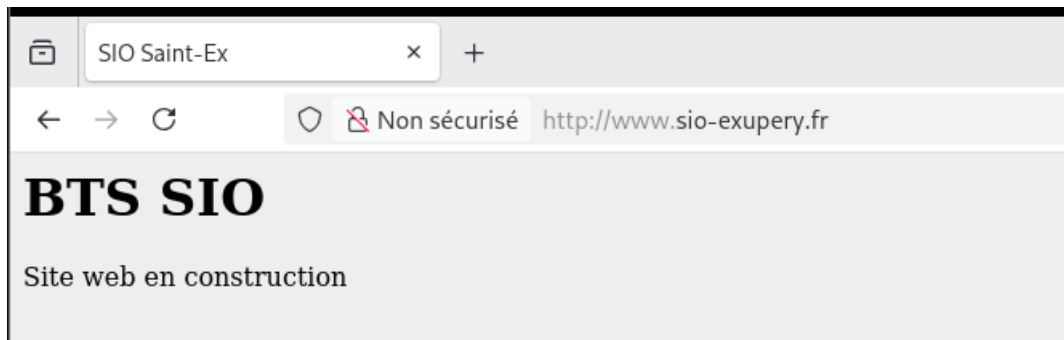 SIO Saint-Ex
Non sécurisé http://www.sio-exupery.fr
BTS SIO
Site web en construction